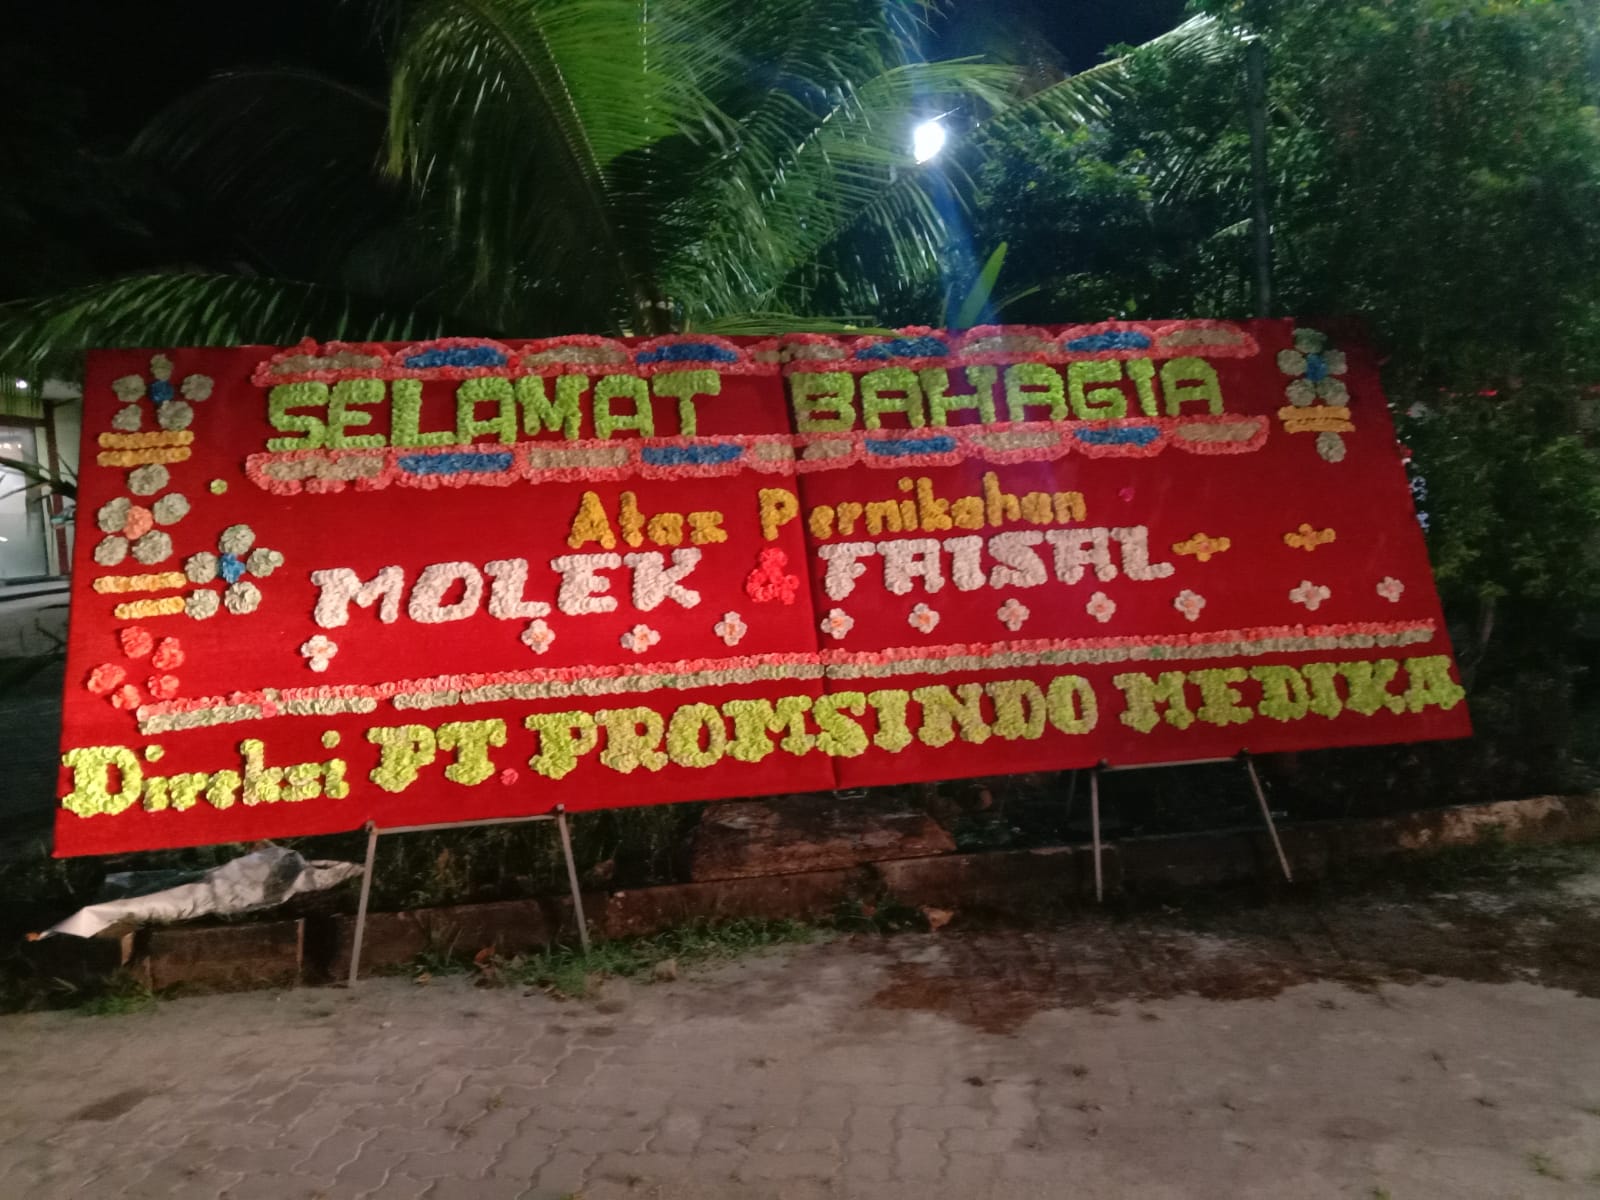 SELAMAT BAHAGIA
Atas Pernikahan
MOLEK & FAISAL
Direksi PT. PROMSINDO MEDIKA